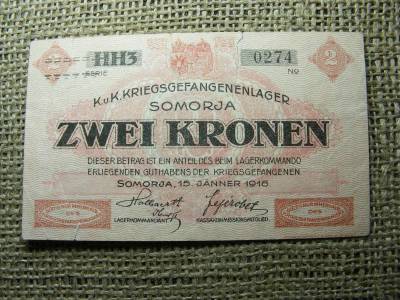 HH3 0274 2
SERIE No
K.u.K. KRIEGSGEFANGENENLAGER
SOMORJA
ZWEI KRONEN
DIESER BETRAG IST EIN ANTEIL DES BEIM LAGERKOMMANDO
ERLIEGENDEN GUTHABENS DER KRIEGSGEFANGENEN.
SOMORJA, 15. JÄNNER 1916
LAGERKOMMANDANT KASSAKOMMISSIONSMITGLIED.